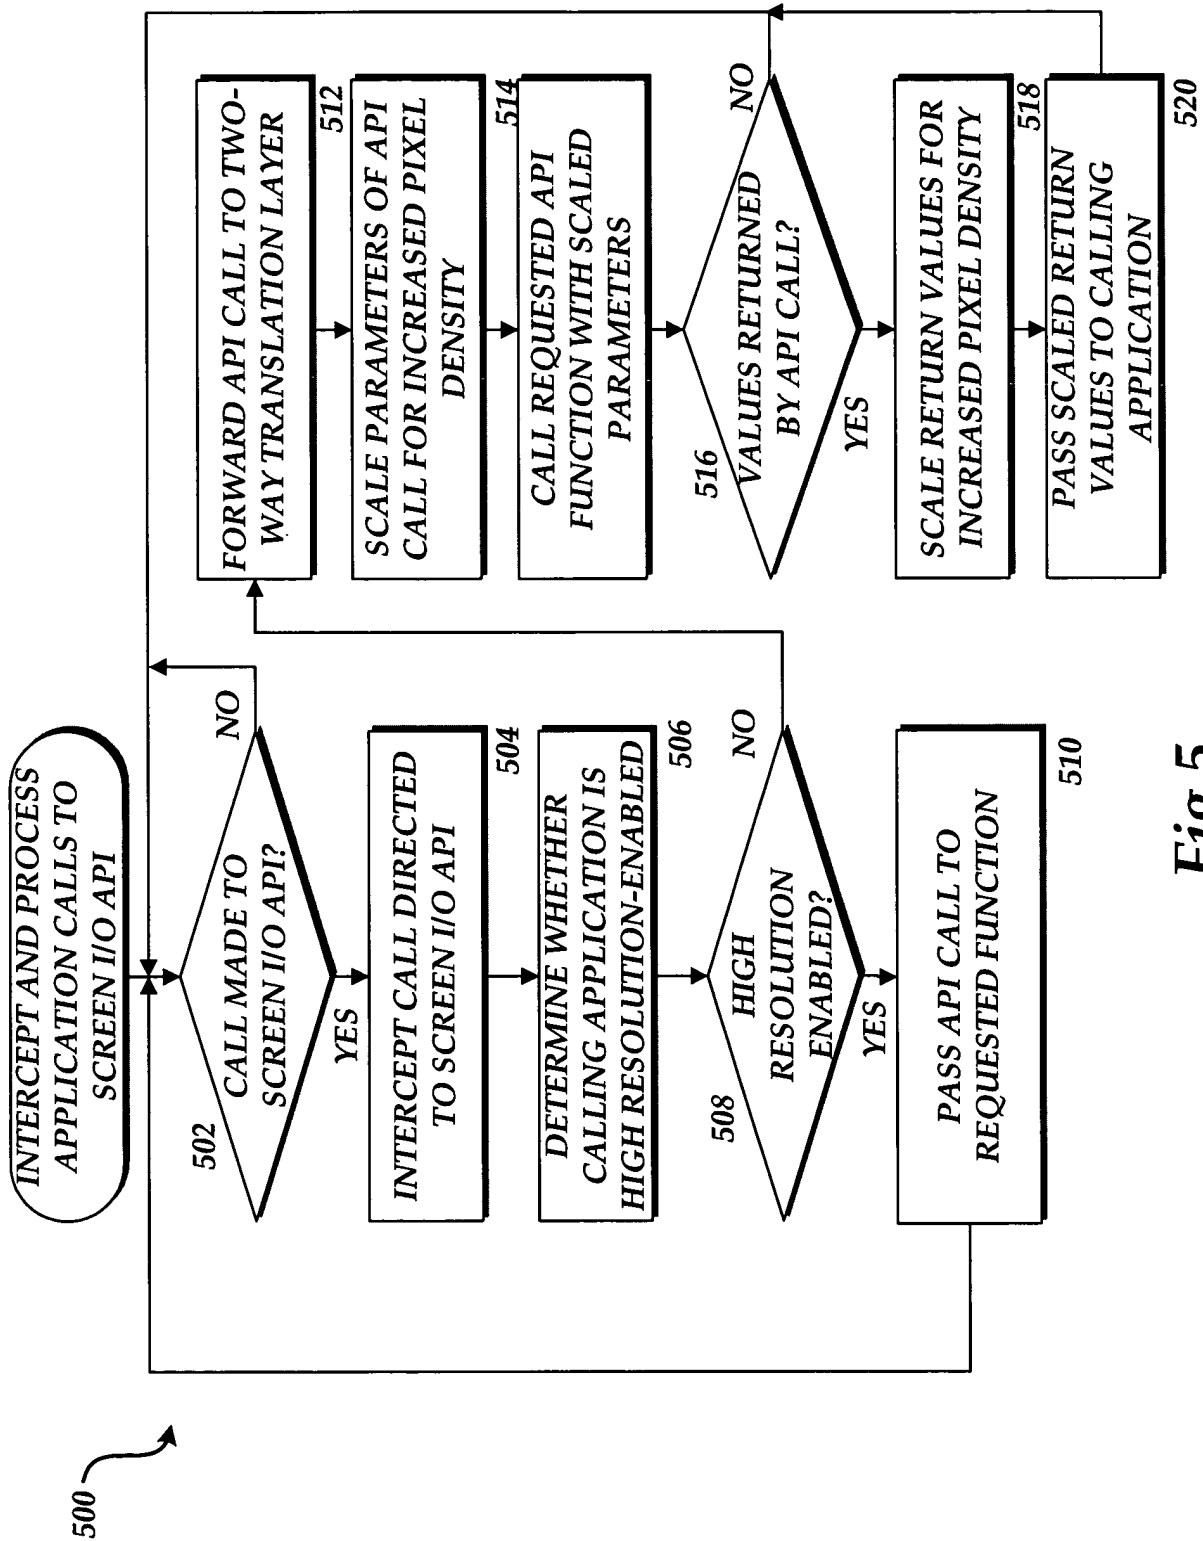 500
INTERCEPT AND PROCESS
APPLICATION CALLS TO
SCREEN I/O API
502
CALL MADE TO
SCREEN I/O API?
NO
YES
INTERCEPT CALL DIRECTED
TO SCREEN I/O API
504
DETERMINE WHETHER
CALLING APPLICATION IS
HIGH RESOLUTION-ENABLED
506
508
HIGH
RESOLUTION
ENABLED?
NO
YES
PASS API CALL TO
REQUESTED FUNCTION
510
FORWARD API CALL TO TWO-
WAY TRANSLATION LAYER
512
SCALE PARAMETERS OF API
CALL FOR INCREASED PIXEL
DENSITY
514
CALL REQUESTED API
FUNCTION WITH SCALED
PARAMETERS
516
VALUES RETURNED
BY API CALL?
NO
YES
SCALE RETURN VALUES FOR
INCREASED PIXEL DENSITY
518
PASS SCALED RETURN
VALUES TO CALLING
APPLICATION
520
Fig.5